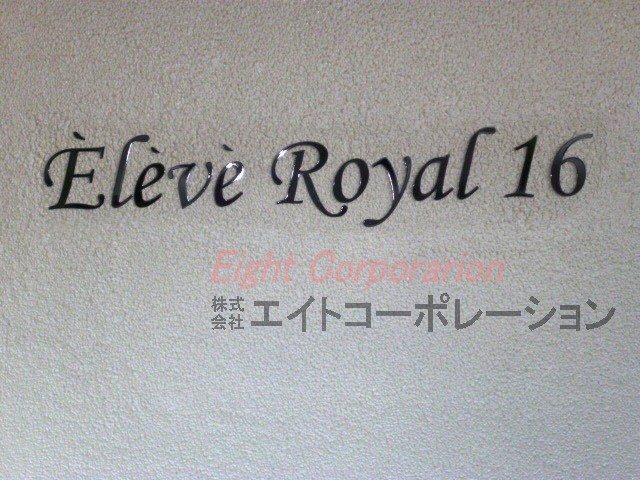 Èlèvè Royal 16
Eight Corporarion
株式会社エイトコーポレーション